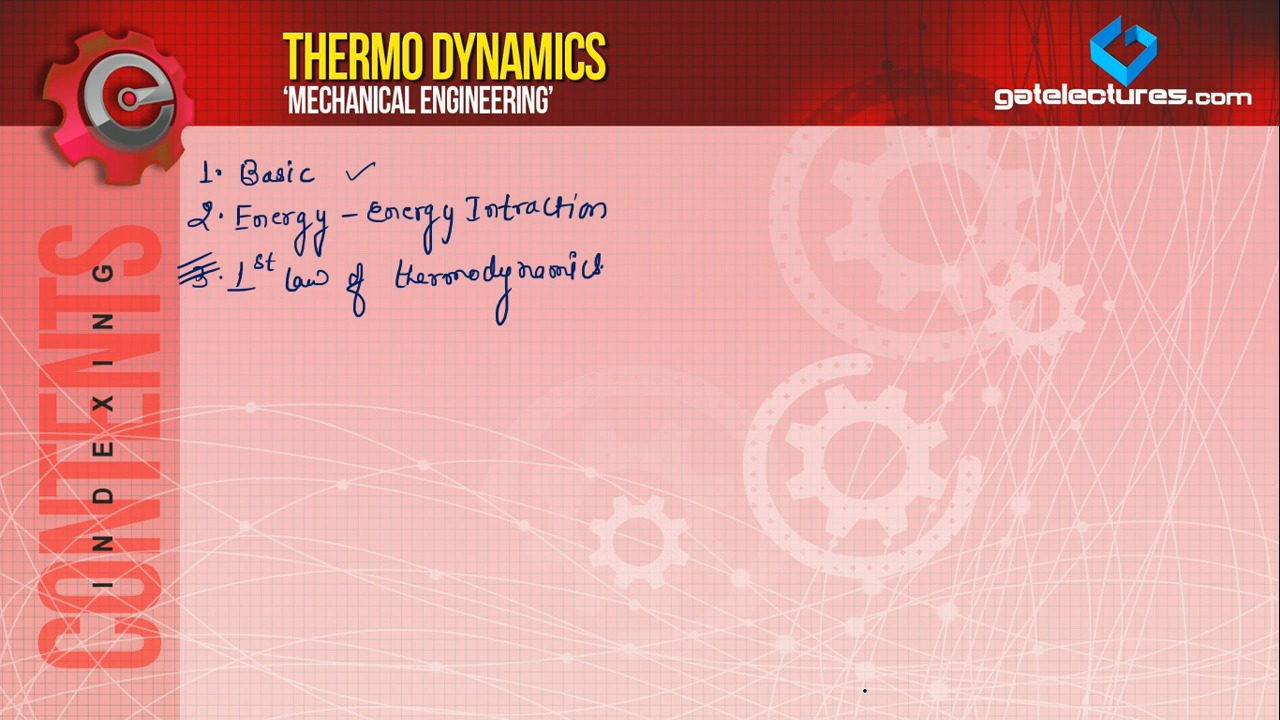 THERMO DYNAMICS
'MECHANICAL ENGINEERING'
gatelectures.com
CONTENTS
INDEXING
1. Basic ✓
2. Energy - Energy Intraction
3. 1st law of thermodynamics